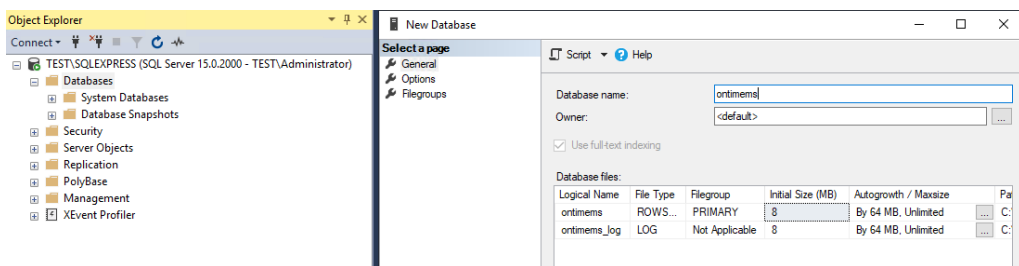 Object Explorer
Connect
TEST\SQLEXPRESS (SQL Server 15.0.2000 - TEST\Administrator)
Databases
System Databases
Database Snapshots
Security
Server Objects
Replication
PolyBase
Management
XEvent Profiler
New Database
Select a page
General
Options
Filegroups
Script ? Help
Database name: ontimems
Owner: <default> ...
Use full-text indexing
Database files:
Logical Name File Type Filegroup Initial Size (MB) Autogrowth / Maxsize Pa
ontimems ROWS... PRIMARY 8 By 64 MB, Unlimited ... C:
ontimems_log LOG Not Applicable 8 By 64 MB, Unlimited ... C: